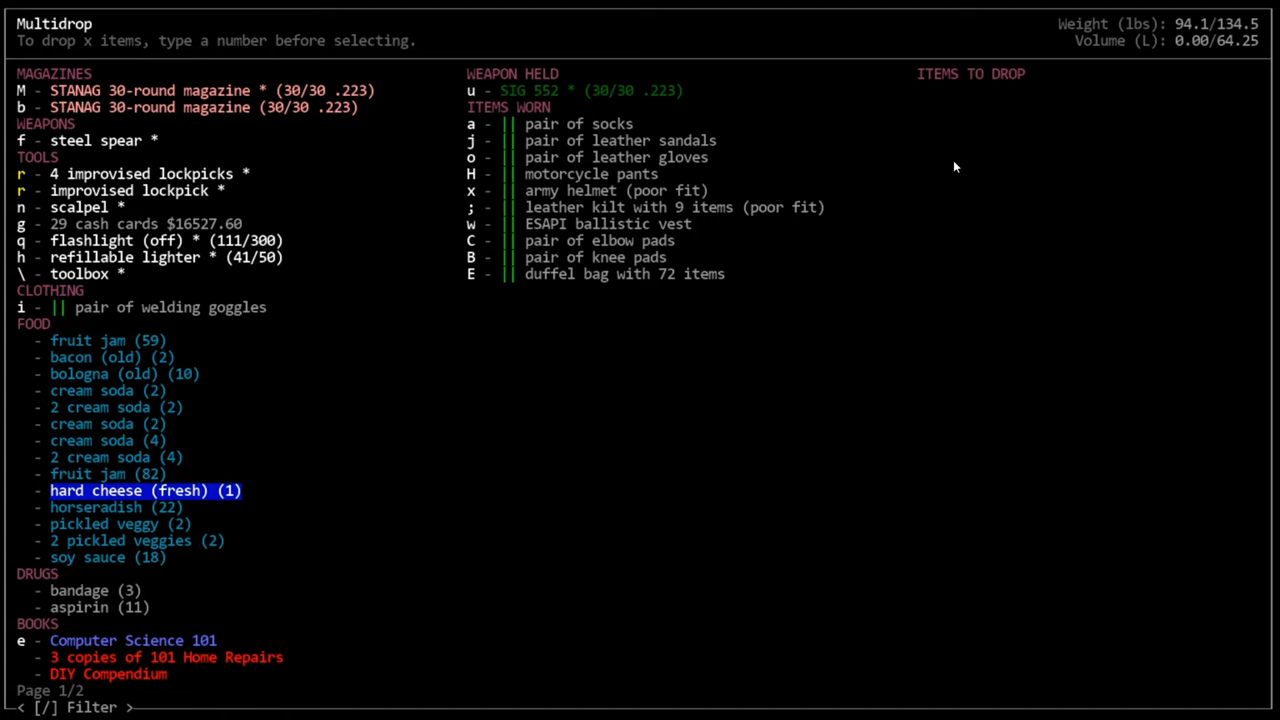 Multidrop
Weight (lbs): 94.1/134.5
To drop x items, type a number before selecting.
Volume (L): 0.00/64.25
MAGAZINES
M - STANAG 30-round magazine * (30/30 .223)
b - STANAG 30-round magazine (30/30 .223)
WEAPONS
f - steel spear *
TOOLS
r - 4 improvised lockpicks *
r - improvised lockpick *
n - scalpel *
g - 29 cash cards $16527.60
q - flashlight (off) * (111/300)
h - refillable lighter * (41/50)
\ - toolbox *
CLOTHING
i - || pair of welding goggles
FOOD
- fruit jam (59)
- bacon (old) (2)
- bologna (old) (10)
- cream soda (2)
- 2 cream soda (2)
- cream soda (2)
- cream soda (4)
- 2 cream soda (4)
- fruit jam (82)
- hard cheese (fresh) (1)
- horseradish (22)
- pickled veggy (2)
- 2 pickled veggies (2)
- soy sauce (18)
DRUGS
- bandage (3)
- aspirin (11)
BOOKS
e - Computer Science 101
- 3 copies of 101 Home Repairs
- DIY Compendium
Page 1/2
< [/] Filter >
WEAPON HELD
u - SIG 552 * (30/30 .223)
ITEMS WORN
a - || pair of socks
j - || pair of leather sandals
o - || pair of leather gloves
H - || motorcycle pants
x - || army helmet (poor fit)
; - || leather kilt with 9 items (poor fit)
w - || ESAPI ballistic vest
C - || pair of elbow pads
B - || pair of knee pads
E - || duffel bag with 72 items
ITEMS TO DROP